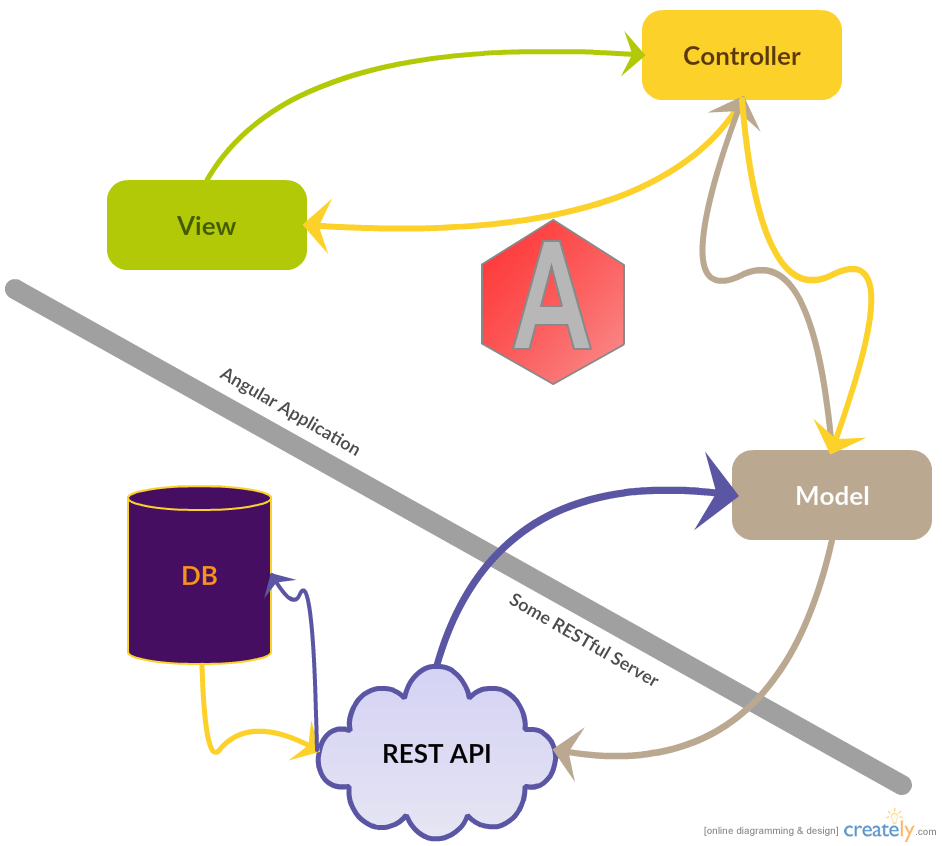 Controller
View
A
Angular Application
Model
DB
Some RESTful Server
REST API
[online diagramming & design] creately.com